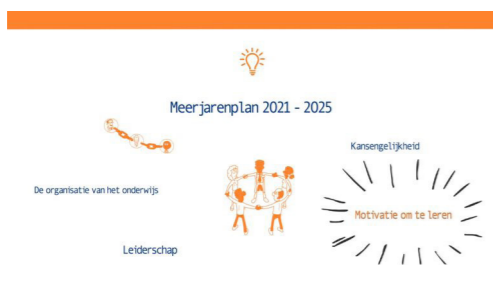 Meerjarenplan 2021 - 2025
Kansengelijkheid
De organisatie van het onderwijs
Motivatie om te leren
Leiderschap